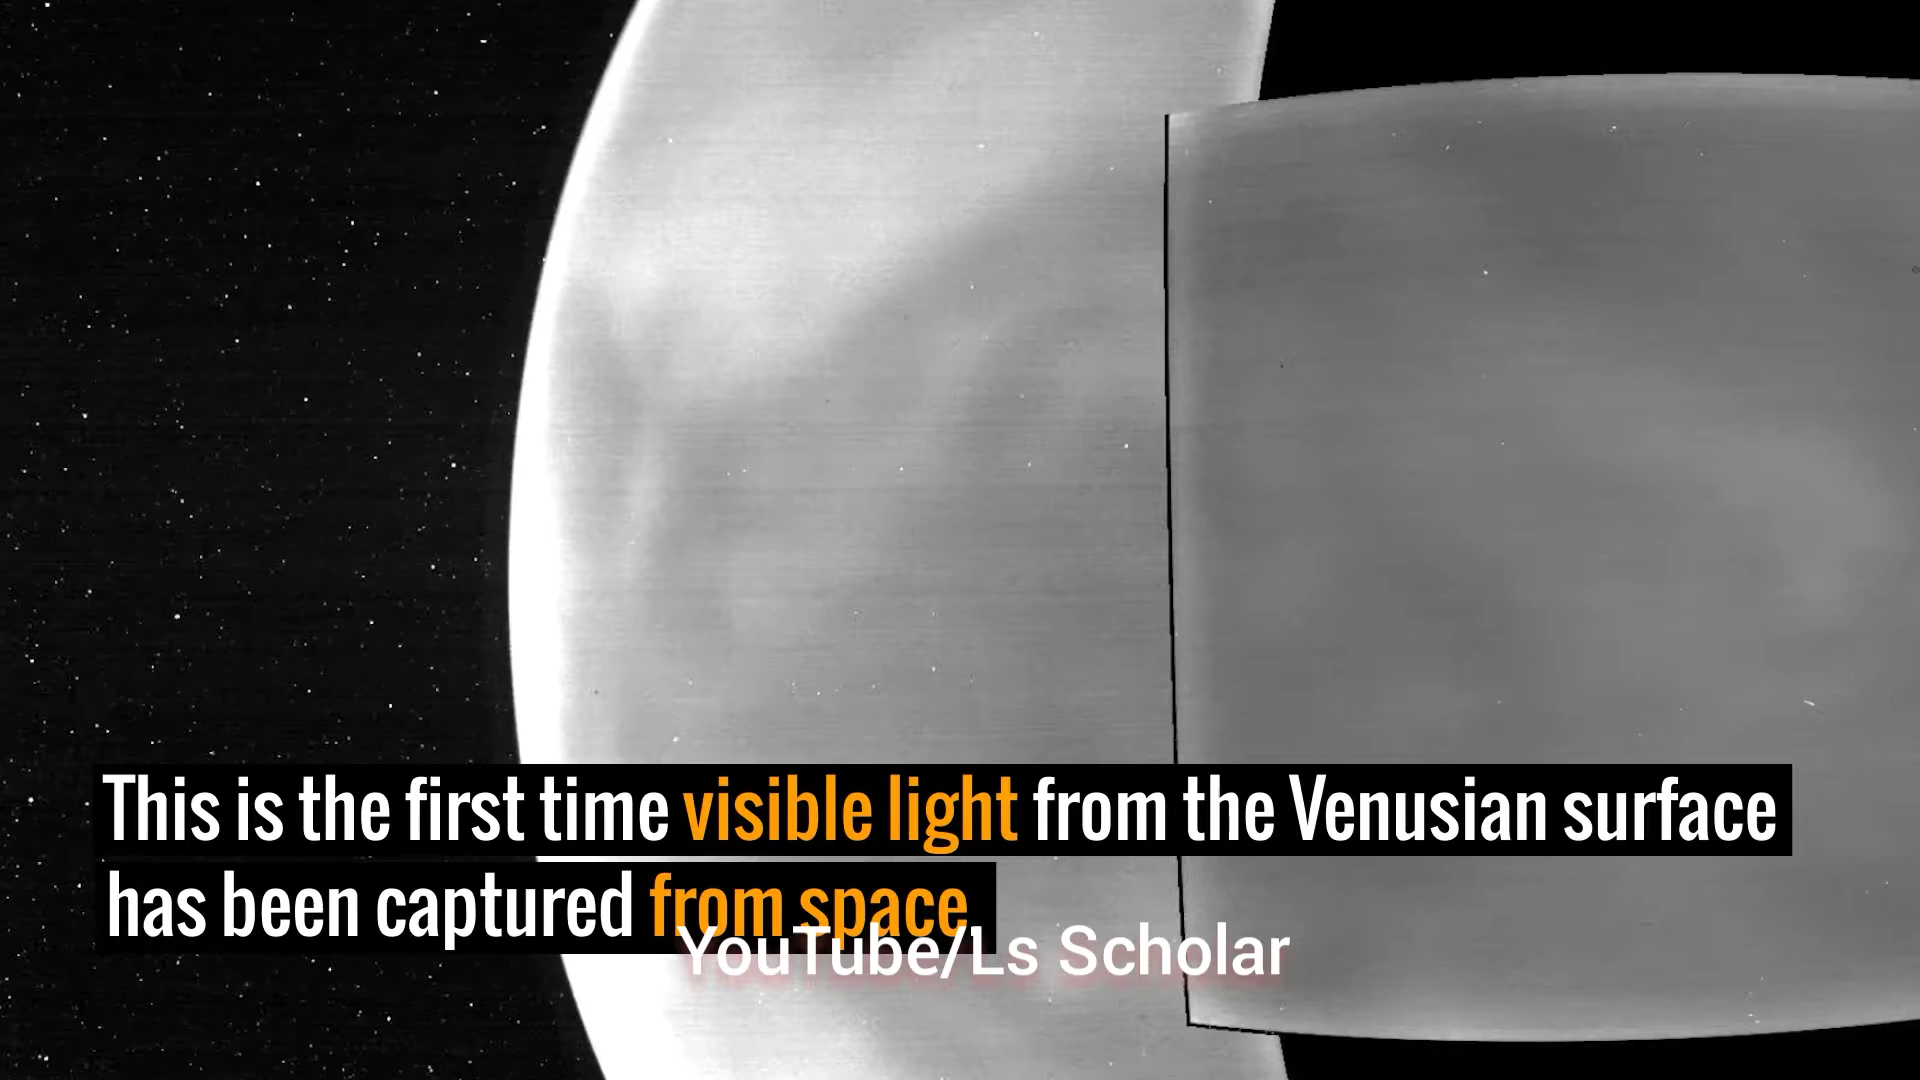 This is the first time visible light from the Venusian surface
has been captured from space.
YouTube/Ls Scholar